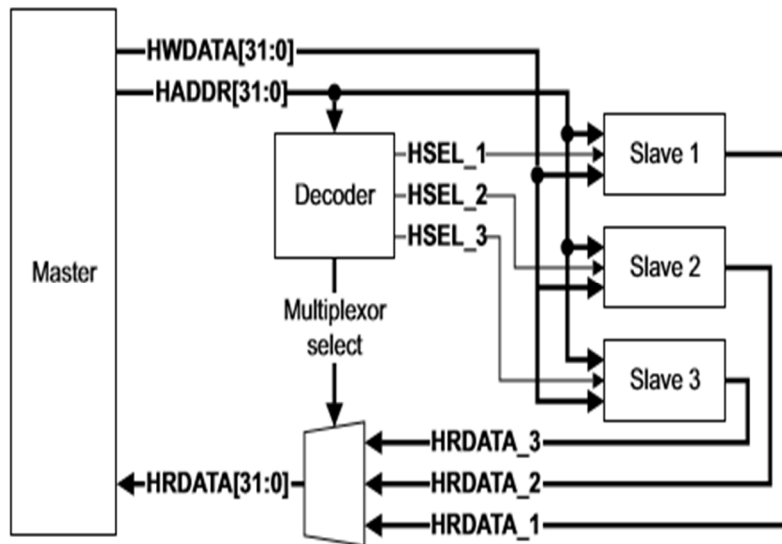 HWDATA[31:0]
HADDR[31:0]
HSEL_1
Slave 1
Decoder
HSEL_2
HSEL_3
Master
Slave 2
Multiplexor
select
Slave 3
HRDATA_3
HRDATA[31:0]
HRDATA_2
HRDATA_1